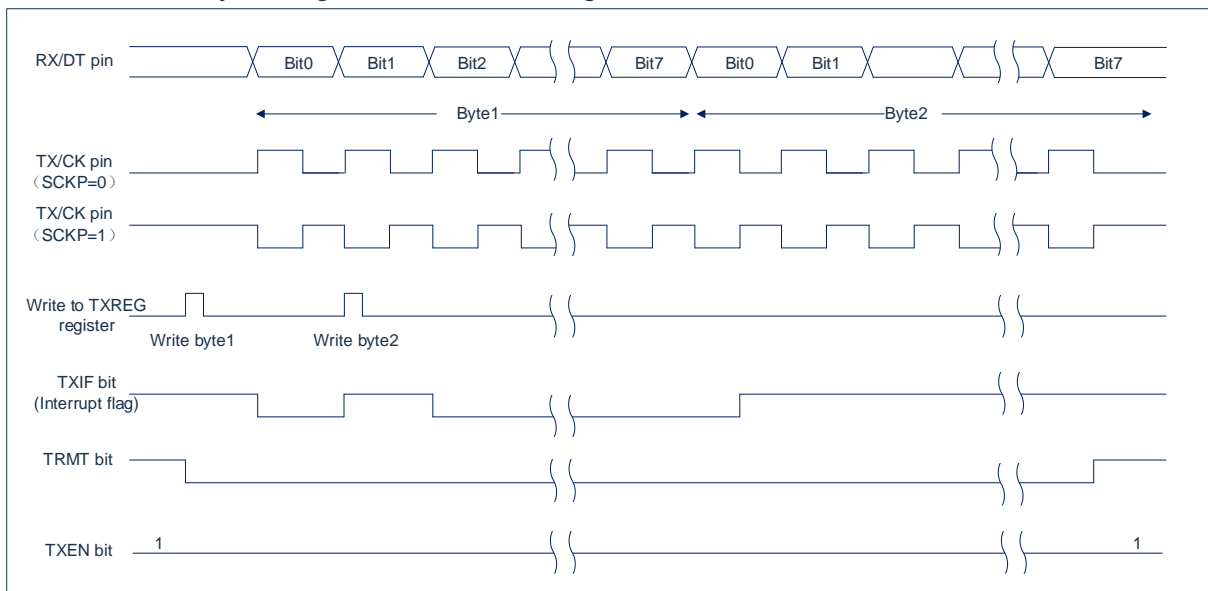 RX/DT pin
Bit0 Bit1 Bit2 Bit7 Bit0 Bit1 Bit7
Byte1 Byte2
TX/CK pin
（SCKP=0）
TX/CK pin
（SCKP=1）
Write to TXREG
register
Write byte1 Write byte2
TXIF bit
(Interrupt flag)
TRMT bit
TXEN bit 1 1